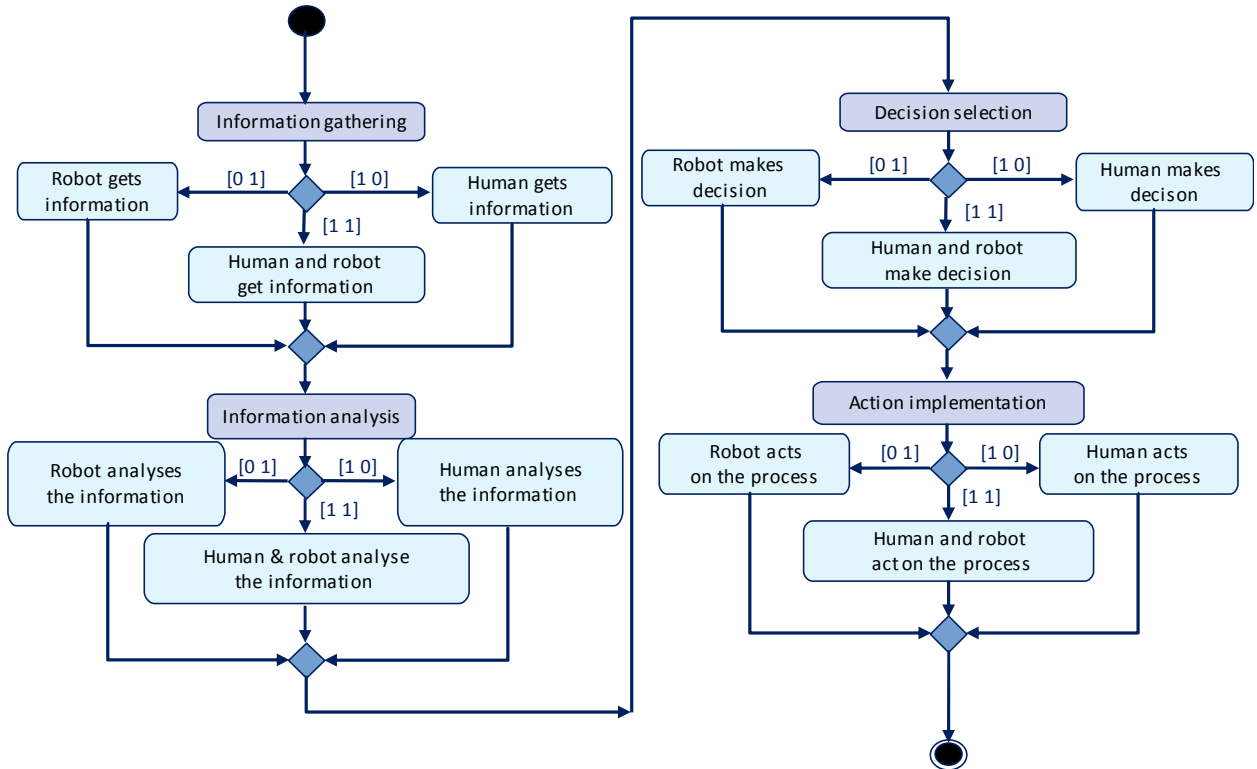 Information gathering
[0 1]
[1 0]
Robot gets
information
Human gets
information
[1 1]
Human and robot
get information
Information analysis
[0 1]
[1 0]
Robot analyses
the information
Human analyses
the information
[1 1]
Human & robot analyse
the information
Decision selection
[0 1]
[1 0]
Robot makes
decision
Human makes
decison
[1 1]
Human and robot
make decision
Action implementation
[0 1]
[1 0]
Robot acts
on the process
Human acts
on the process
[1 1]
Human and robot
act on the process